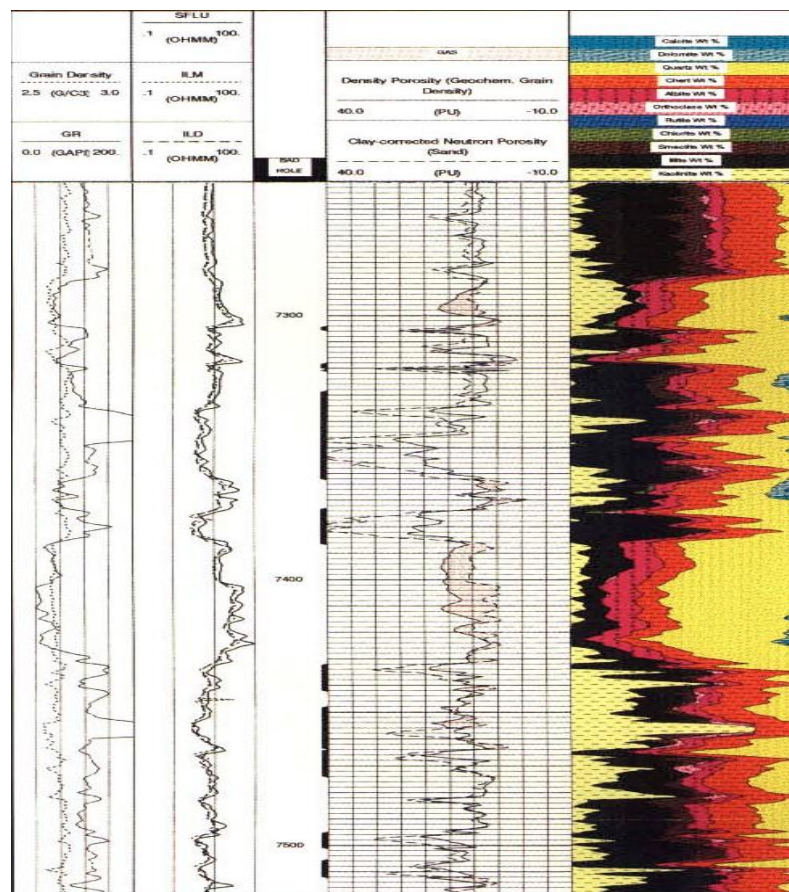 SFLU
.1 100.
(OHMM)
Grain Density
2.5 (G/C3) 3.0
ILM
.1 100.
(OHMM)
GR
0.0 (GAPI) 200.
ILD
.1 100.
(OHMM)
BAD
HOLE
GAS
Density Porosity (Geochem. Grain
Density)
40.0 (PU) -10.0
Clay-corrected Neutron Porosity
(Sand)
40.0 (PU) -10.0
Calcite Wt %
Dolomite Wt %
Quartz Wt %
Chert Wt %
Albite Wt %
Orthoclase Wt %
Rutile Wt %
Chlorite Wt %
Smectite Wt %
Illite Wt %
Kaolinite Wt %
7300
7400
7500